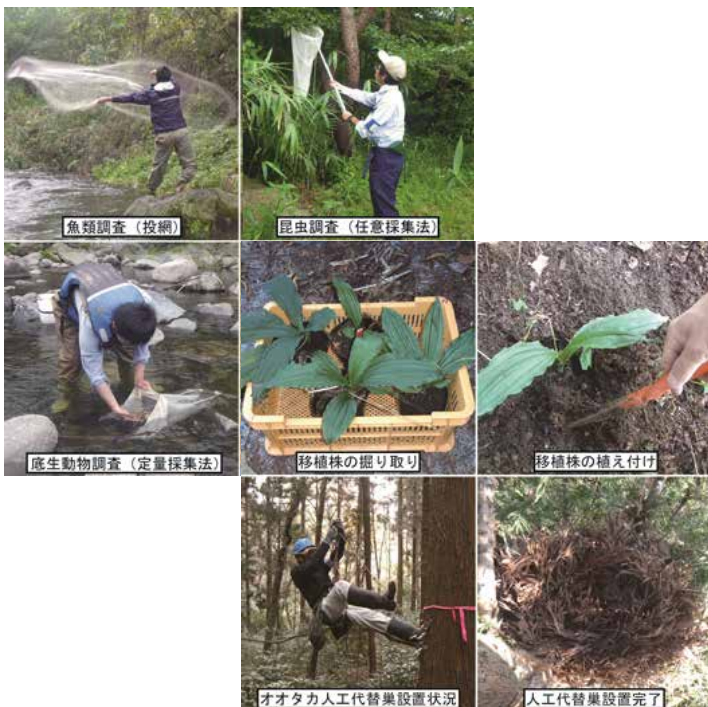 魚類調査（投網）
昆虫調査（任意採集法）
底生動物調査（定量採集法）
移植株の掘り取り
移植株の植え付け
オオタカ人工代替巣設置状況
人工代替巣設置完了